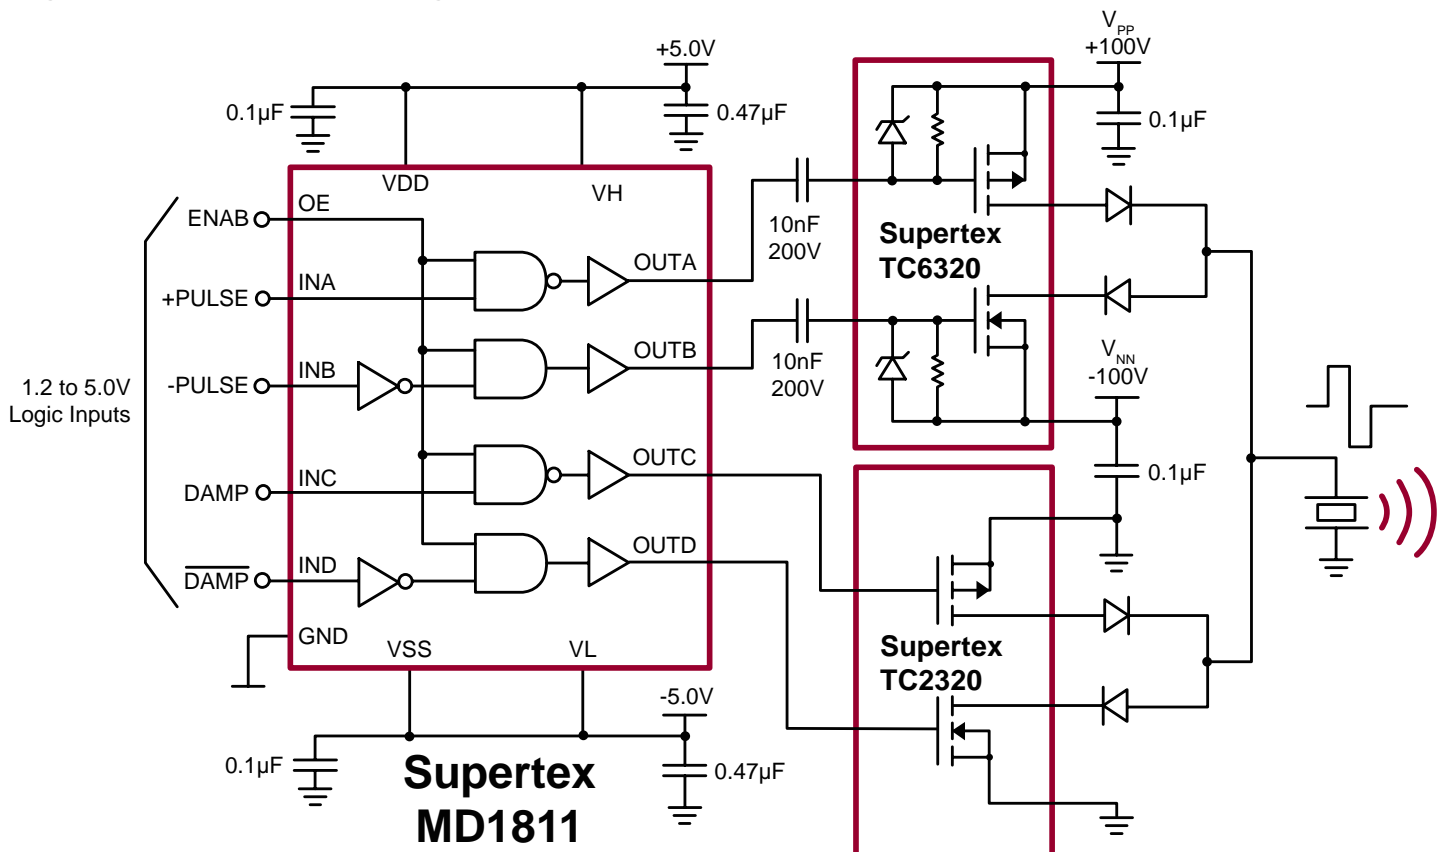 +5.0V
0.1µF
0.47µF
VPP
+100V
0.1µF
VDD
VH
ENAB
OE
10nF
200V
Supertex
TC6320
+PULSE
INA
OUTA
-PULSE
INB
OUTB
10nF
200V
VNN
-100V
1.2 to 5.0V
Logic Inputs
DAMP
INC
OUTC
0.1µF
DAMP
IND
OUTD
GND
VSS
VL
Supertex
TC2320
-5.0V
0.1µF
0.47µF
Supertex
MD1811